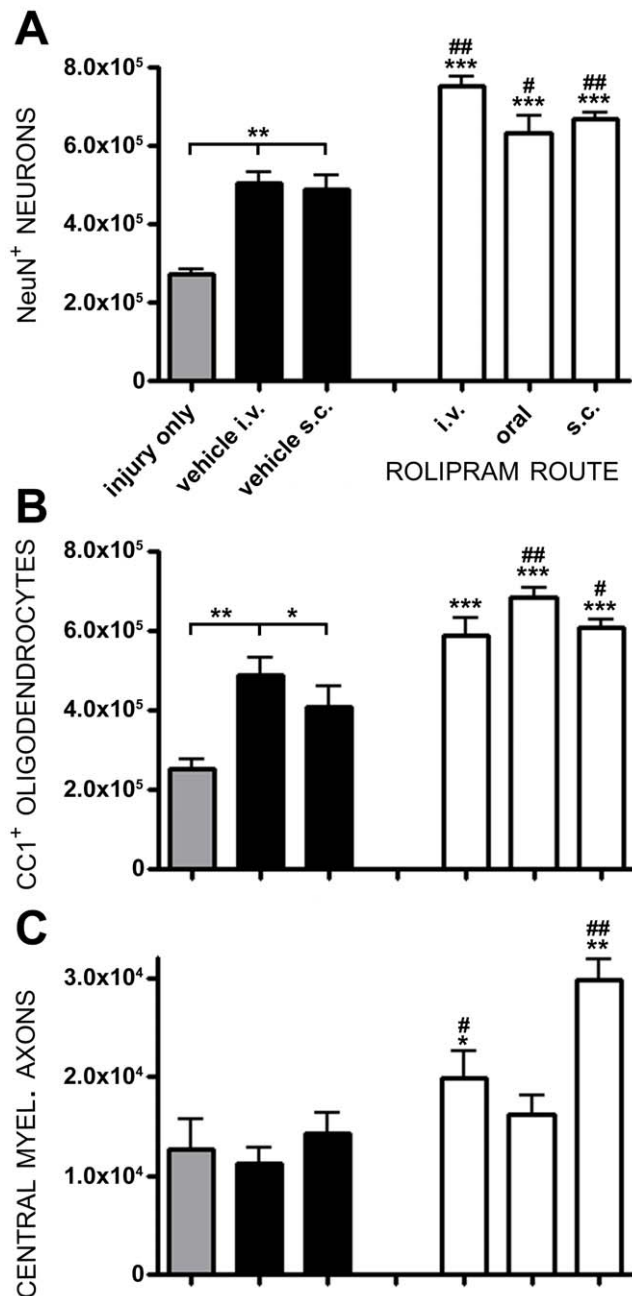 A
NeuN⁺ NEURONS
8.0x10⁵
6.0x10⁵
4.0x10⁵
2.0x10⁵
0
**
##
***
#
***
##
***
injury only
vehicle i.v.
vehicle s.c.
i.v.
oral
s.c.
ROLIPRAM ROUTE
B
CC1⁺ OLIGODENDROCYTES
8.0x10⁵
6.0x10⁵
4.0x10⁵
2.0x10⁵
0
**
*
***
##
***
#
***
C
CENTRAL MYEL. AXONS
3.0x10⁴
2.0x10⁴
1.0x10⁴
0
#
*
##
**